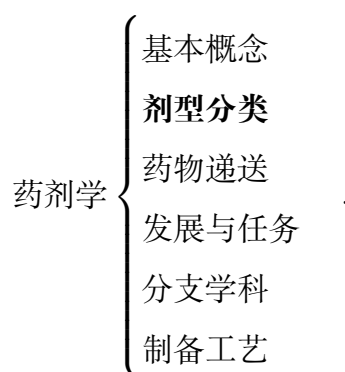 药剂学
基本概念
剂型分类
药物递送
发展与任务
分支学科
制备工艺
.